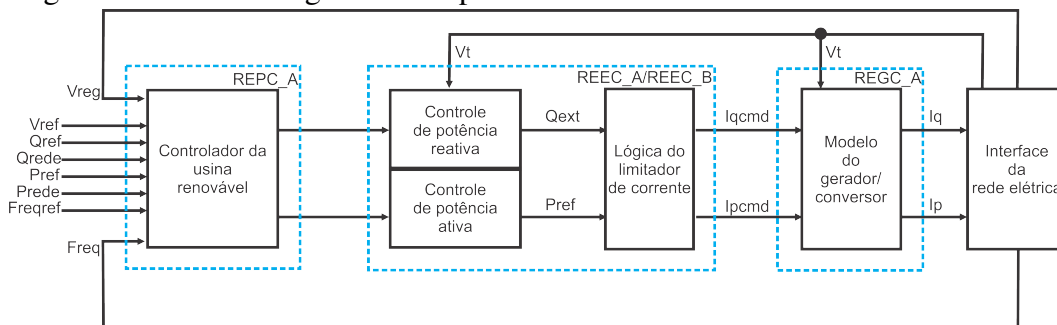 Vt
Vt
REPC_A
REEC_A/REEC_B
REGC_A
Vreg
Vref
Qref
Qrede
Pref
Prede
Freqref
Freq
Controlador da
usina
renovável
Controle
de potência
reativa
Controle
de potência
ativa
Qext
Pref
Lógica do
limitador
de corrente
Iqcmd
Ipcmd
Modelo
do
gerador/
conversor
Iq
Ip
Interface
da
rede elétrica